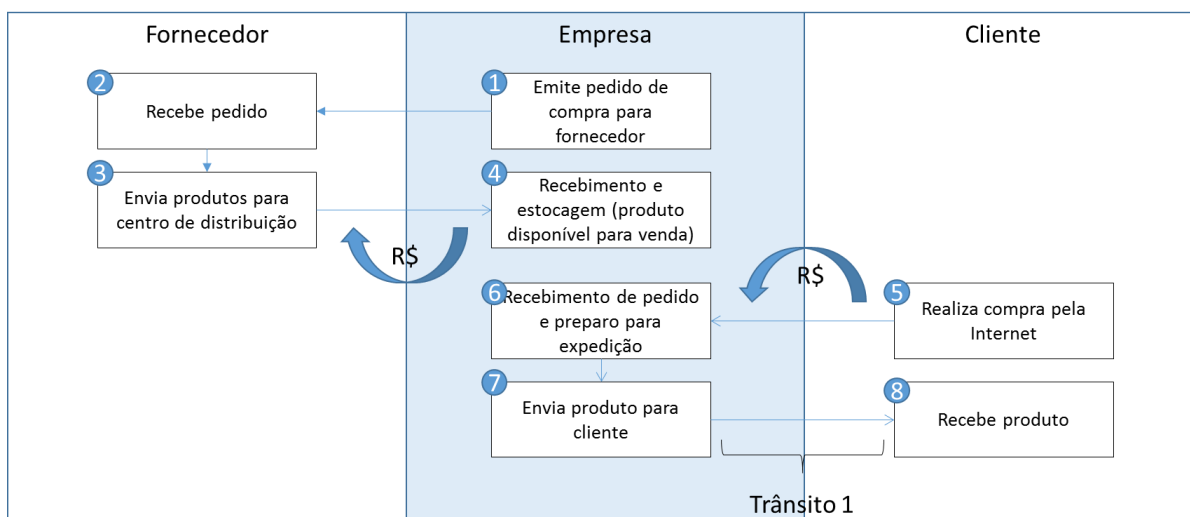 Fornecedor
Empresa
Cliente
1
Emite pedido de
compra para
fornecedor
2
Recebe pedido
3
Envia produtos para
centro de distribuição
4
Recebimento e
estocagem (produto
disponível para venda)
R$
R$
5
Realiza compra pela
Internet
6
Recebimento de pedido
e preparo para
expedição
7
Envia produto para
cliente
8
Recebe produto
Trânsito 1